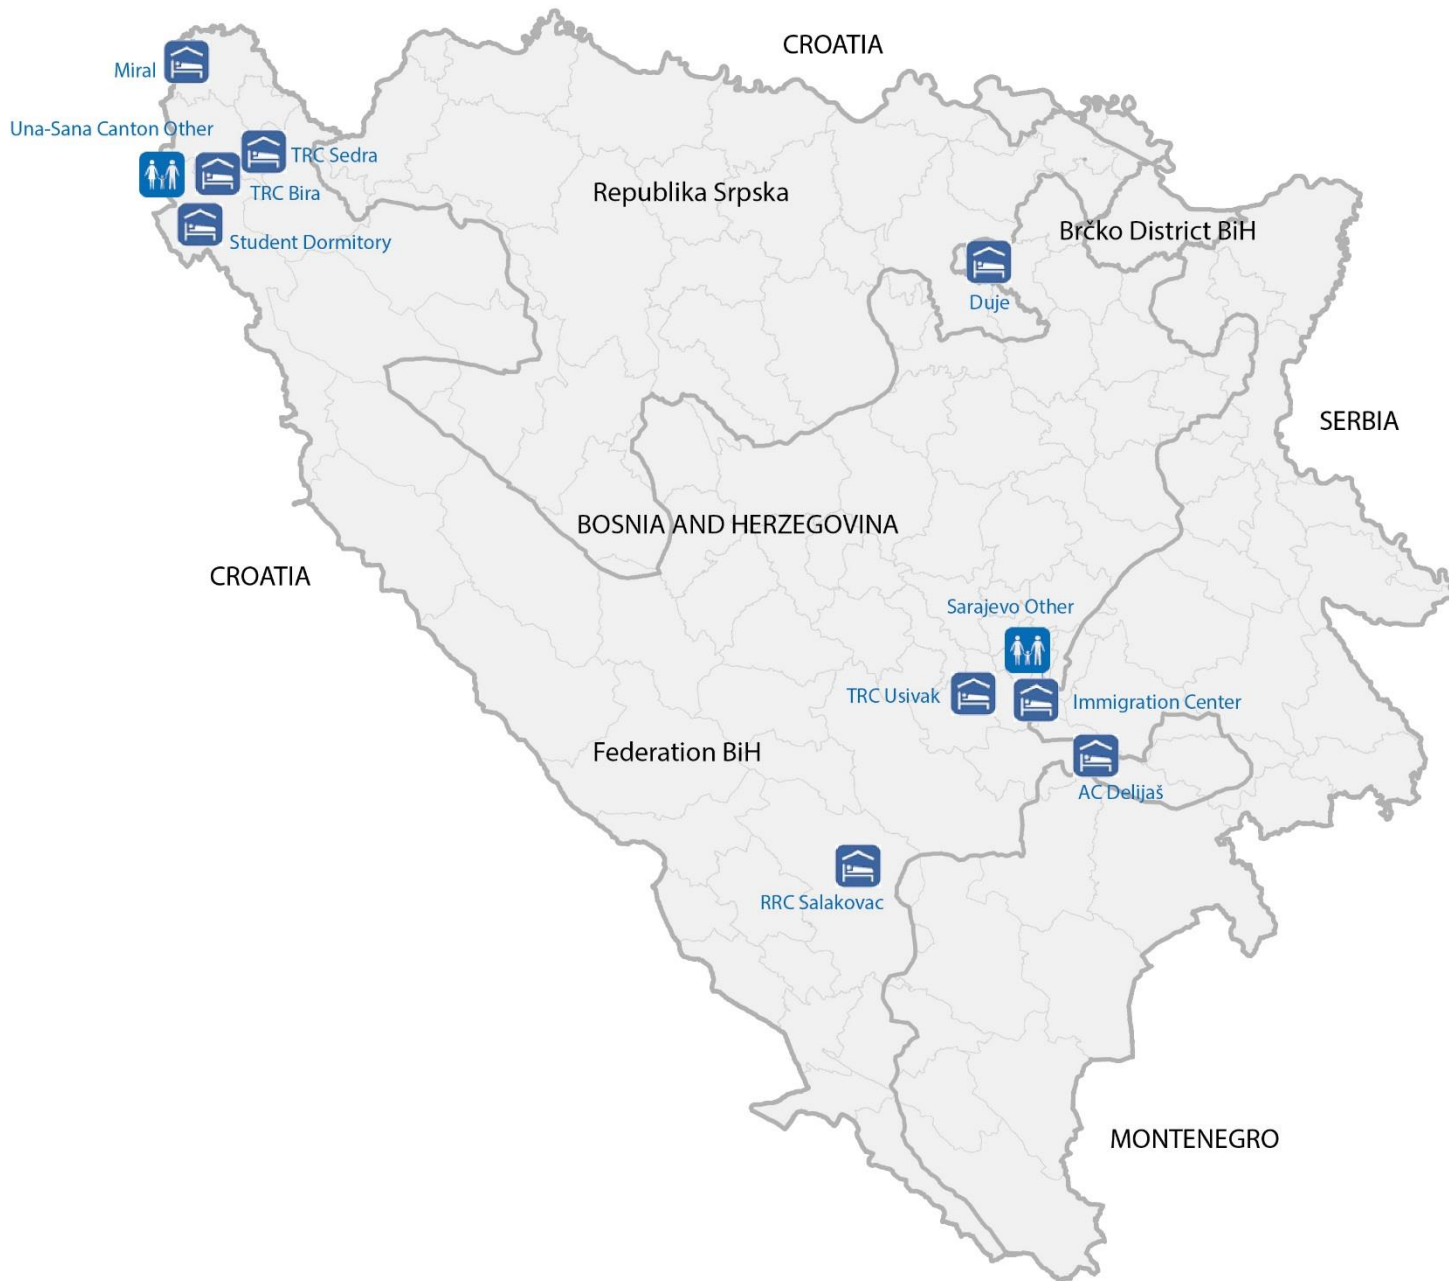 CROATIA
Miral
Una-Sana Canton Other
TRC Sedra
TRC Bira
Republika Srpska
Brčko District BiH
Student Dormitory
Duje
SERBIA
BOSNIA AND HERZEGOVINA
CROATIA
Sarajevo Other
TRC Usivak
Immigration Center
Federation BiH
AC Delijaš
RRC Salakovac
MONTENEGRO